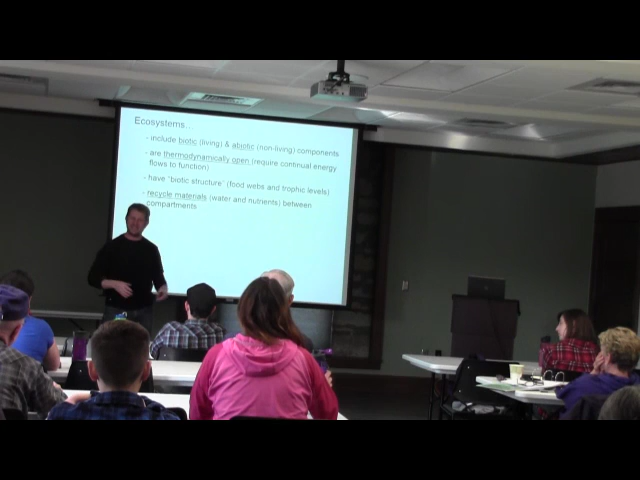 Ecosystems...
- include biotic (living) & abiotic (non-living) components
- are thermodynamically open (require continual energy
flows to function)
- have "biotic structure" (food webs and trophic levels)
- recycle materials (water and nutrients) between
compartments